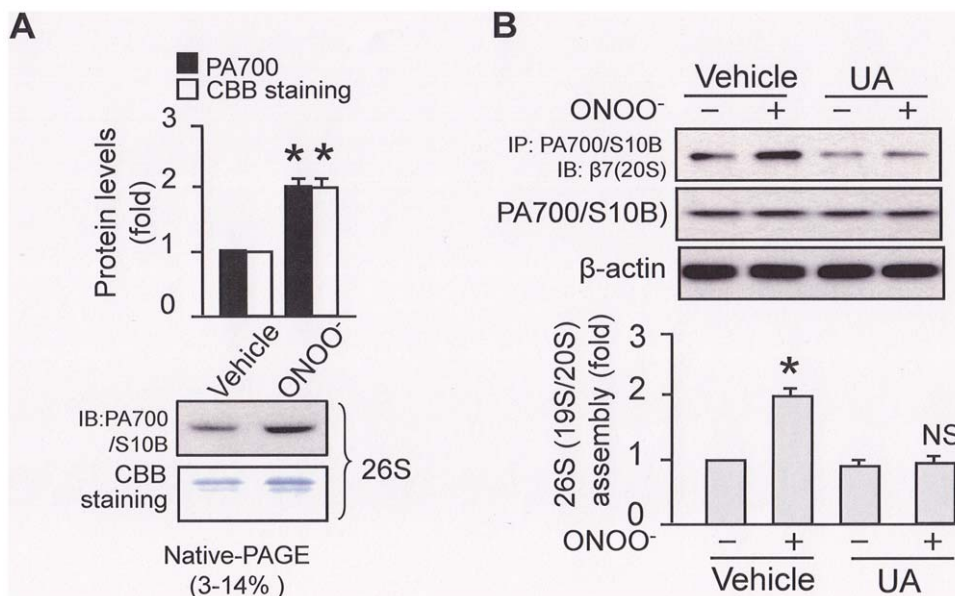 A
PA700
CBB staining
Protein levels
(fold)
3
2
1
0
* *
Vehicle
ONOO-
IB:PA700
/S10B
CBB
staining
26S
Native-PAGE
(3-14% )
B
Vehicle UA
ONOO- − + − +
IP: PA700/S10B
IB: β7(20S)
PA700/S10B)
β-actin
26S (19S/20S)
assembly (fold)
3
2
1
0
*
NS
ONOO- − + − +
Vehicle UA